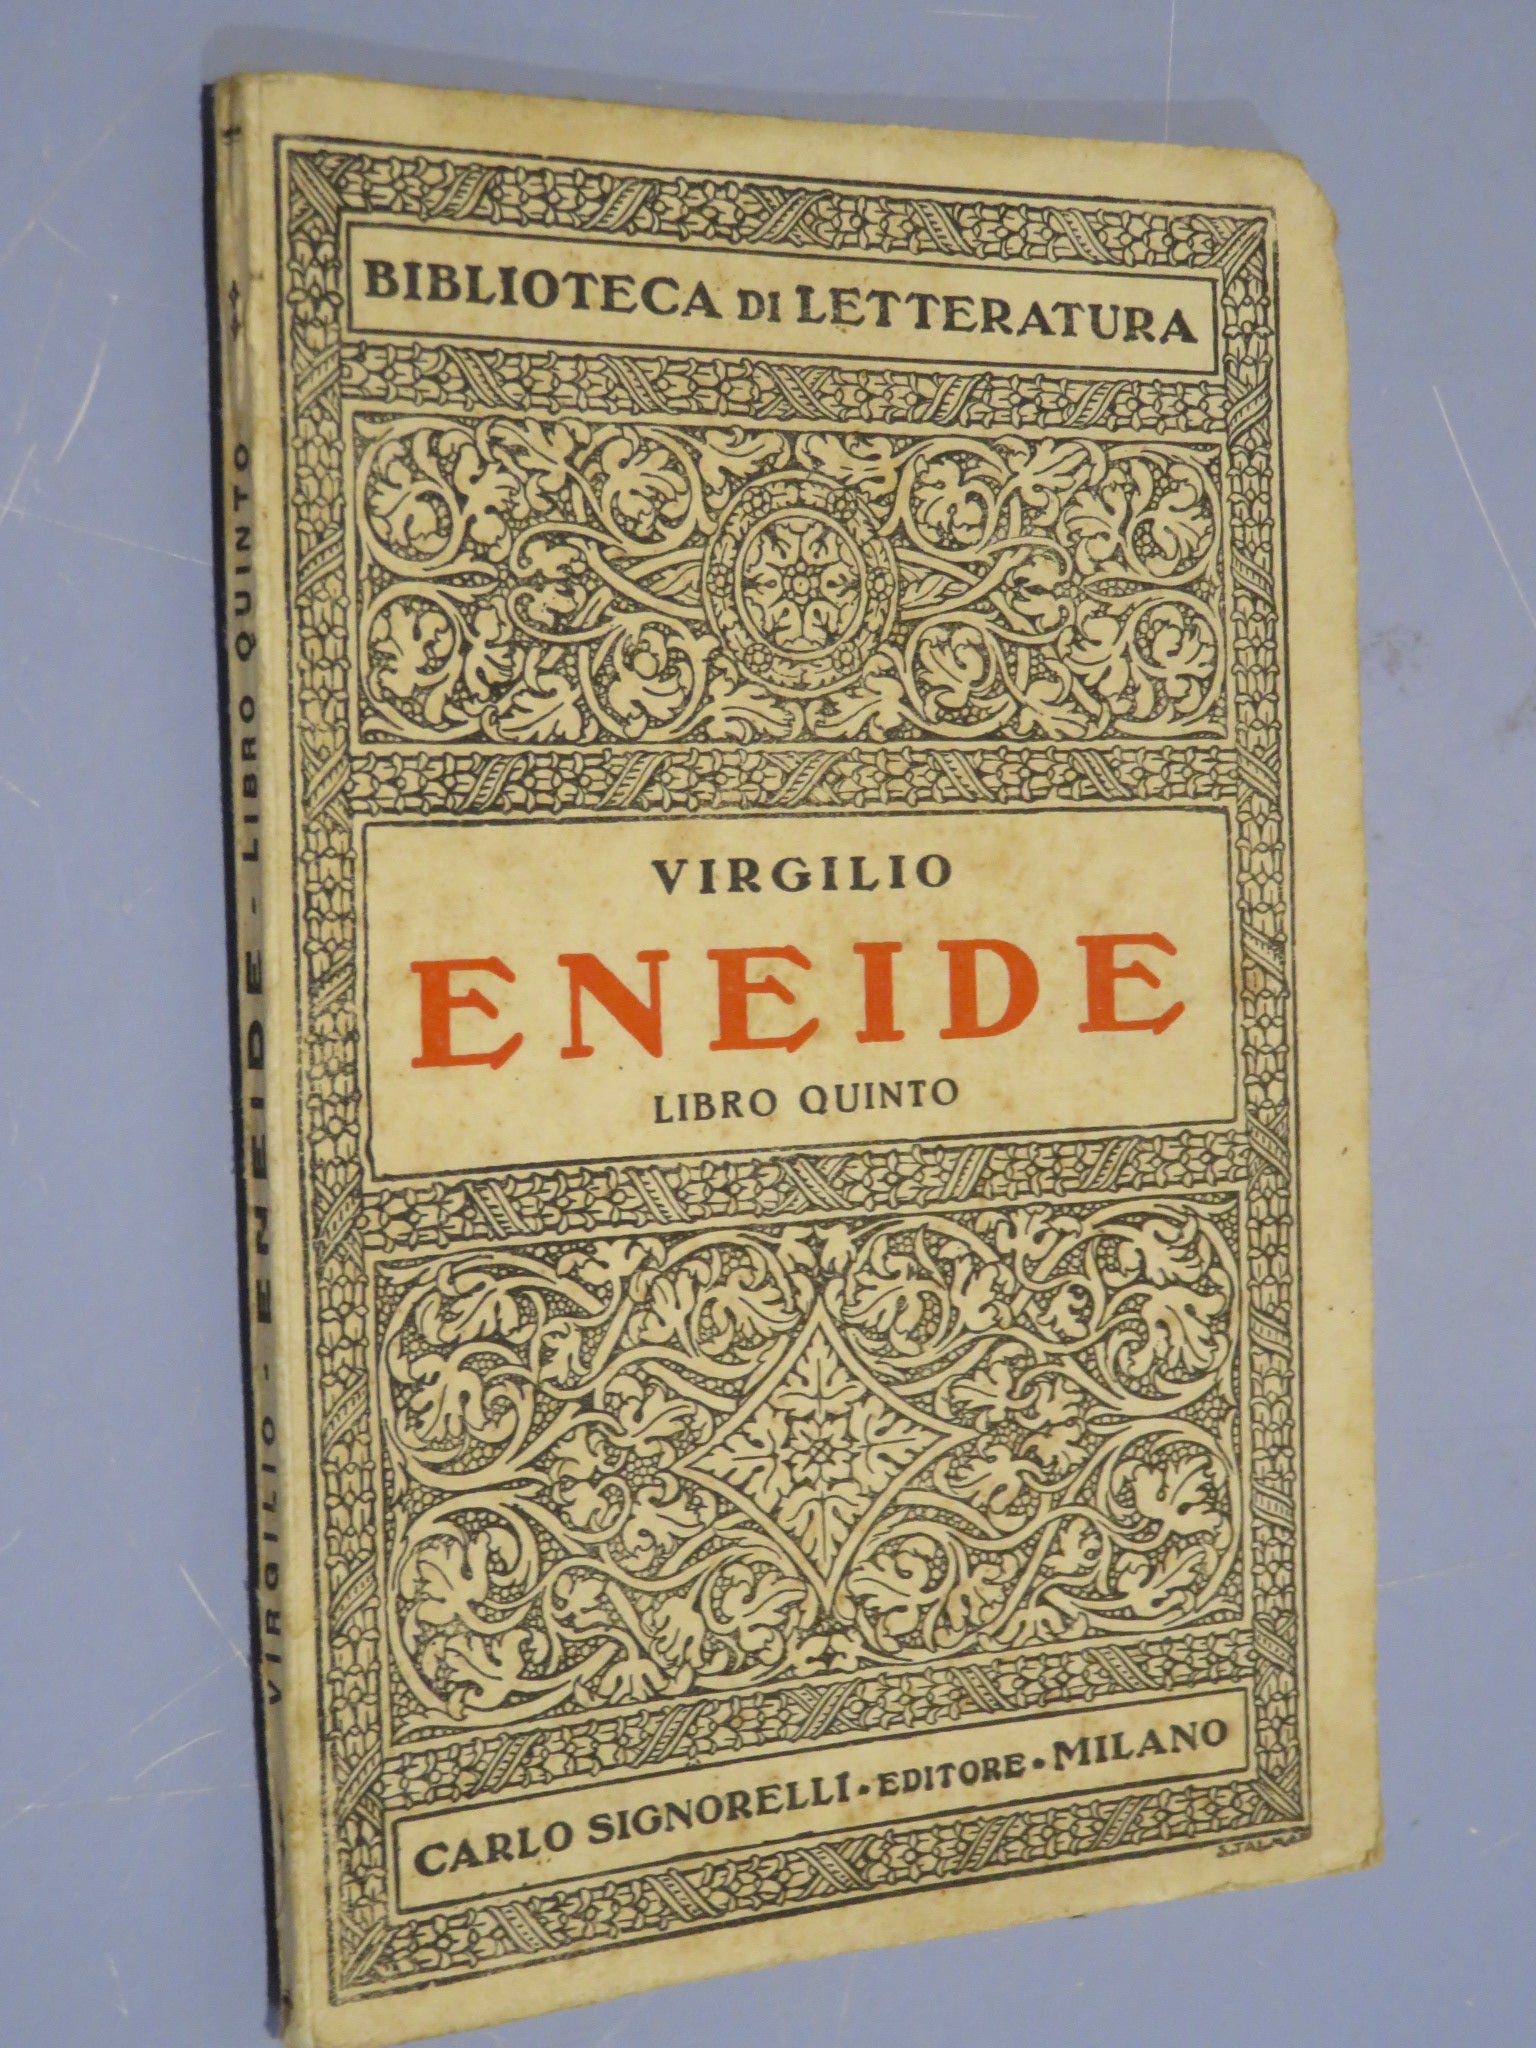 BIBLIOTECA DI LETTERATURA
VIRGILIO
ENEIDE
LIBRO QUINTO
CARLO SIGNORELLI • EDITORE • MILANO
VIRGILIO - ENEIDE - LIBRO QUINTO